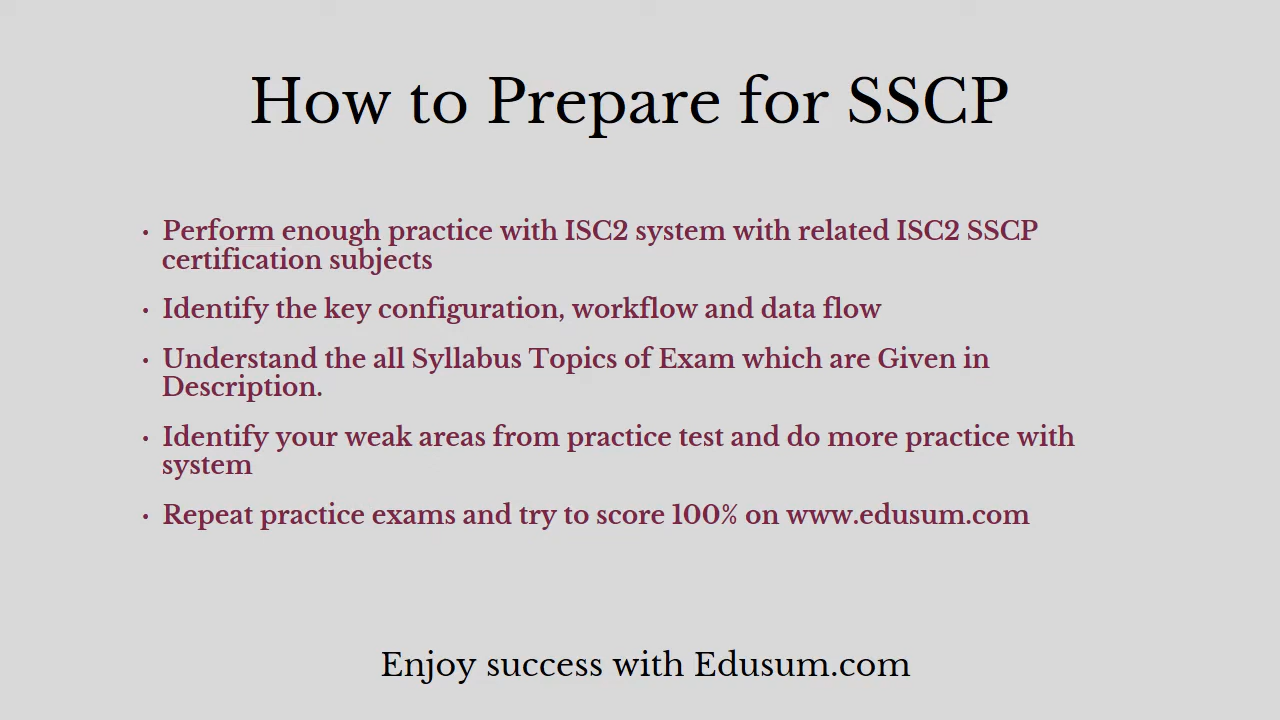 How to Prepare for SSCP
• Perform enough practice with ISC2 system with related ISC2 SSCP
certification subjects
• Identify the key configuration, workflow and data flow
• Understand the all Syllabus Topics of Exam which are Given in
Description.
• Identify your weak areas from practice test and do more practice with
system
• Repeat practice exams and try to score 100% on www.edusum.com
Enjoy success with Edusum.com